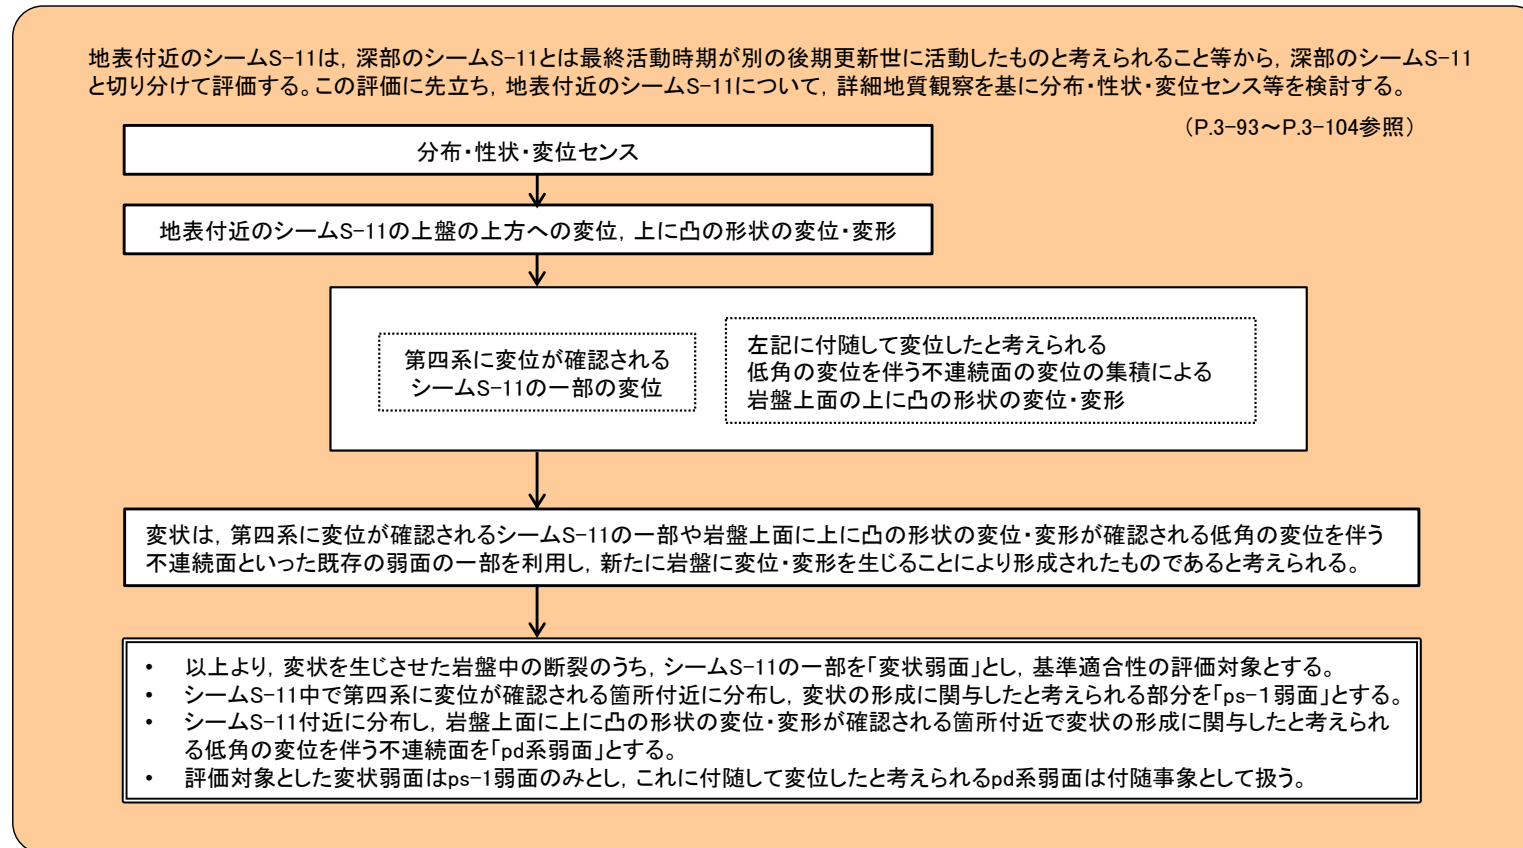 地表付近のシームS-11は，深部のシームS-11とは最終活動時期が別の後期更新世に活動したものと考えられること等から，深部のシームS-11
と切り分けて評価する。この評価に先立ち，地表付近のシームS-11について，詳細地質観察を基に分布・性状・変位センス等を検討する。
（P.3-93～P.3-104参照）
分布・性状・変位センス
地表付近のシームS-11の上盤の上方への変位，上に凸の形状の変位・変形
第四系に変位が確認される
シームS-11の一部の変位
左記に付随して変位したと考えられる
低角の変位を伴う不連続面の変位の集積による
岩盤上面の上に凸の形状の変位・変形
変状は，第四系に変位が確認されるシームS-11の一部や岩盤上面に上に凸の形状の変位・変形が確認される低角の変位を伴う
不連続面といった既存の弱面の一部を利用し，新たに岩盤に変位・変形を生じることにより形成されたものであると考えられる。
• 以上より，変状を生じさせた岩盤中の断裂のうち，シームS-11の一部を「変状弱面」とし，基準適合性の評価対象とする。
• シームS-11中で第四系に変位が確認される箇所付近に分布し，変状の形成に関与したと考えられる部分を「ps-１弱面」とする。
• シームS-11付近に分布し，岩盤上面に上に凸の形状の変位・変形が確認される箇所付近で変状の形成に関与したと考えられ
る低角の変位を伴う不連続面を「pd系弱面」とする。
• 評価対象とした変状弱面はps-1弱面のみとし，これに付随して変位したと考えられるpd系弱面は付随事象として扱う。